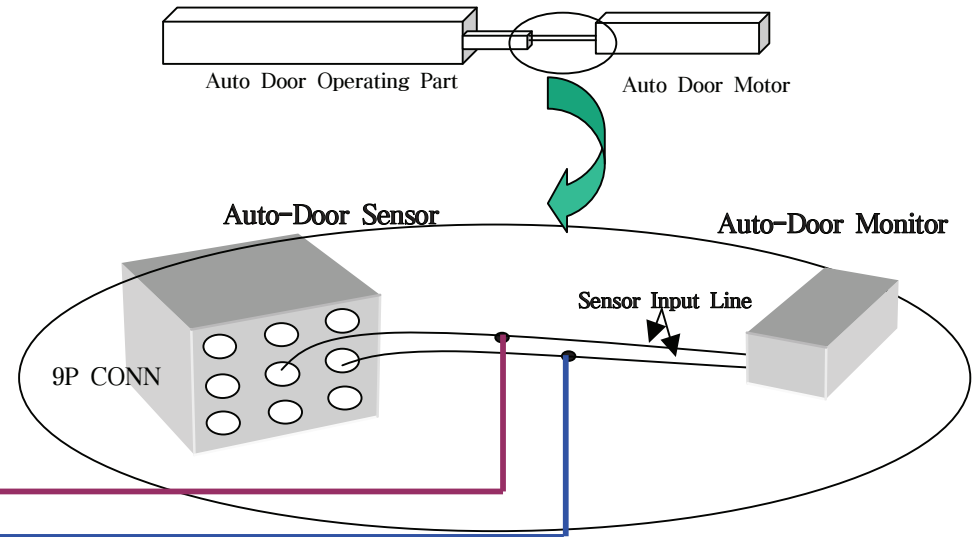 Auto Door Operating Part
Auto Door Motor
Auto-Door Sensor
Auto-Door Monitor
Sensor Input Line
9P CONN